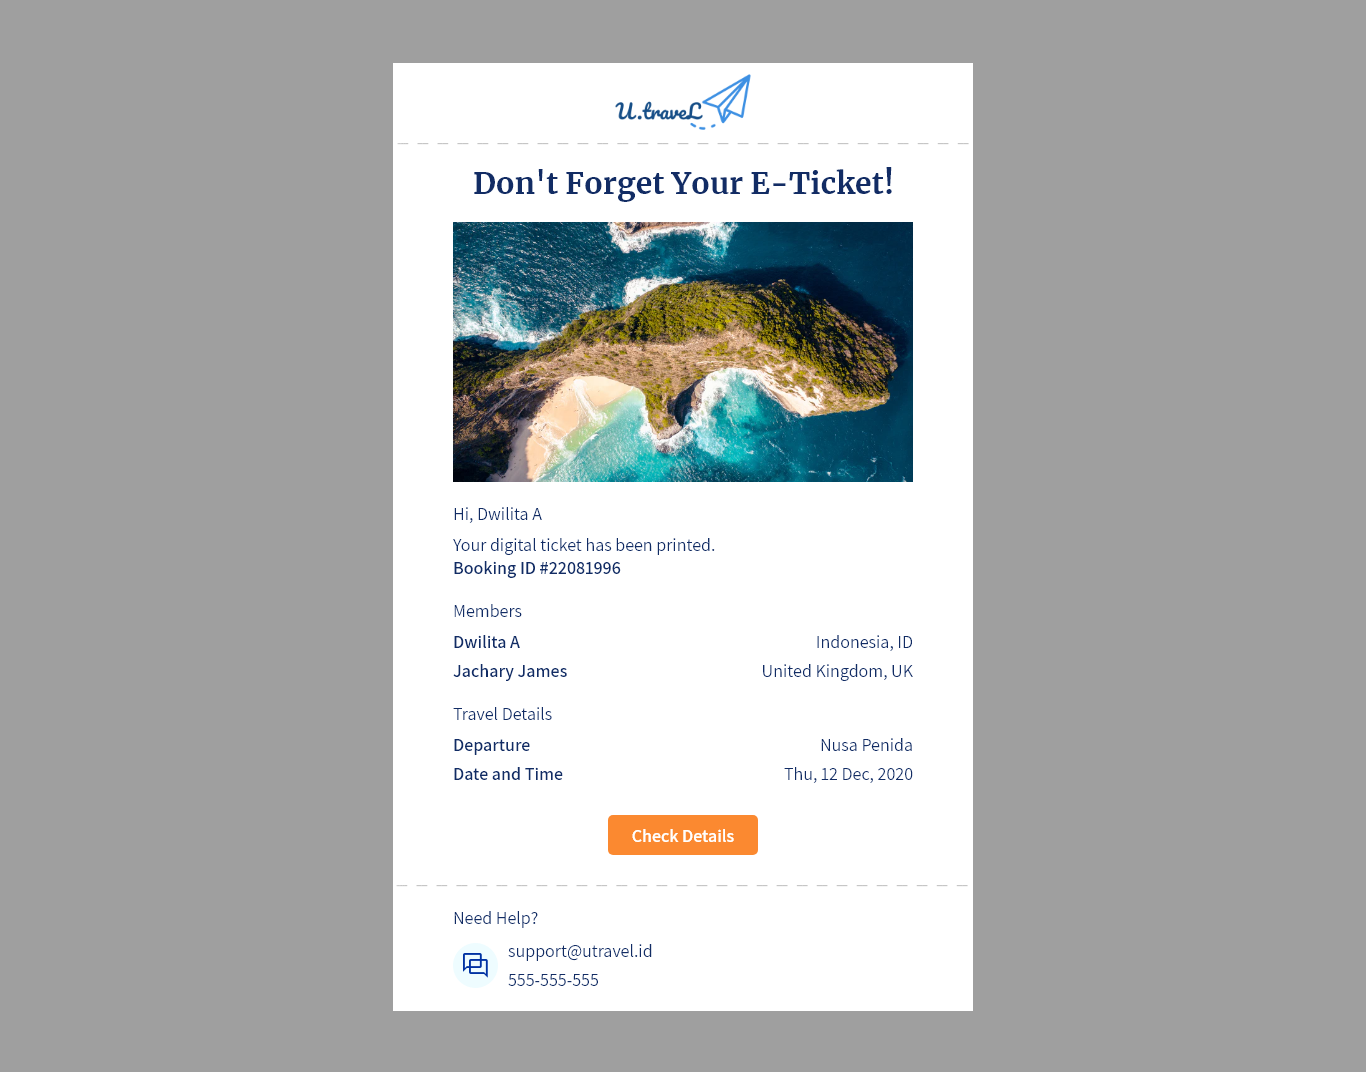 U.traveL
Don't Forget Your E-Ticket!
Hi, Dwilita A
Your digital ticket has been printed.
Booking ID #22081996
Members
Dwilita A Indonesia, ID
Jachary James United Kingdom, UK
Travel Details
Departure Nusa Penida
Date and Time Thu, 12 Dec, 2020
Check Details
Need Help?
support@utravel.id
555-555-555